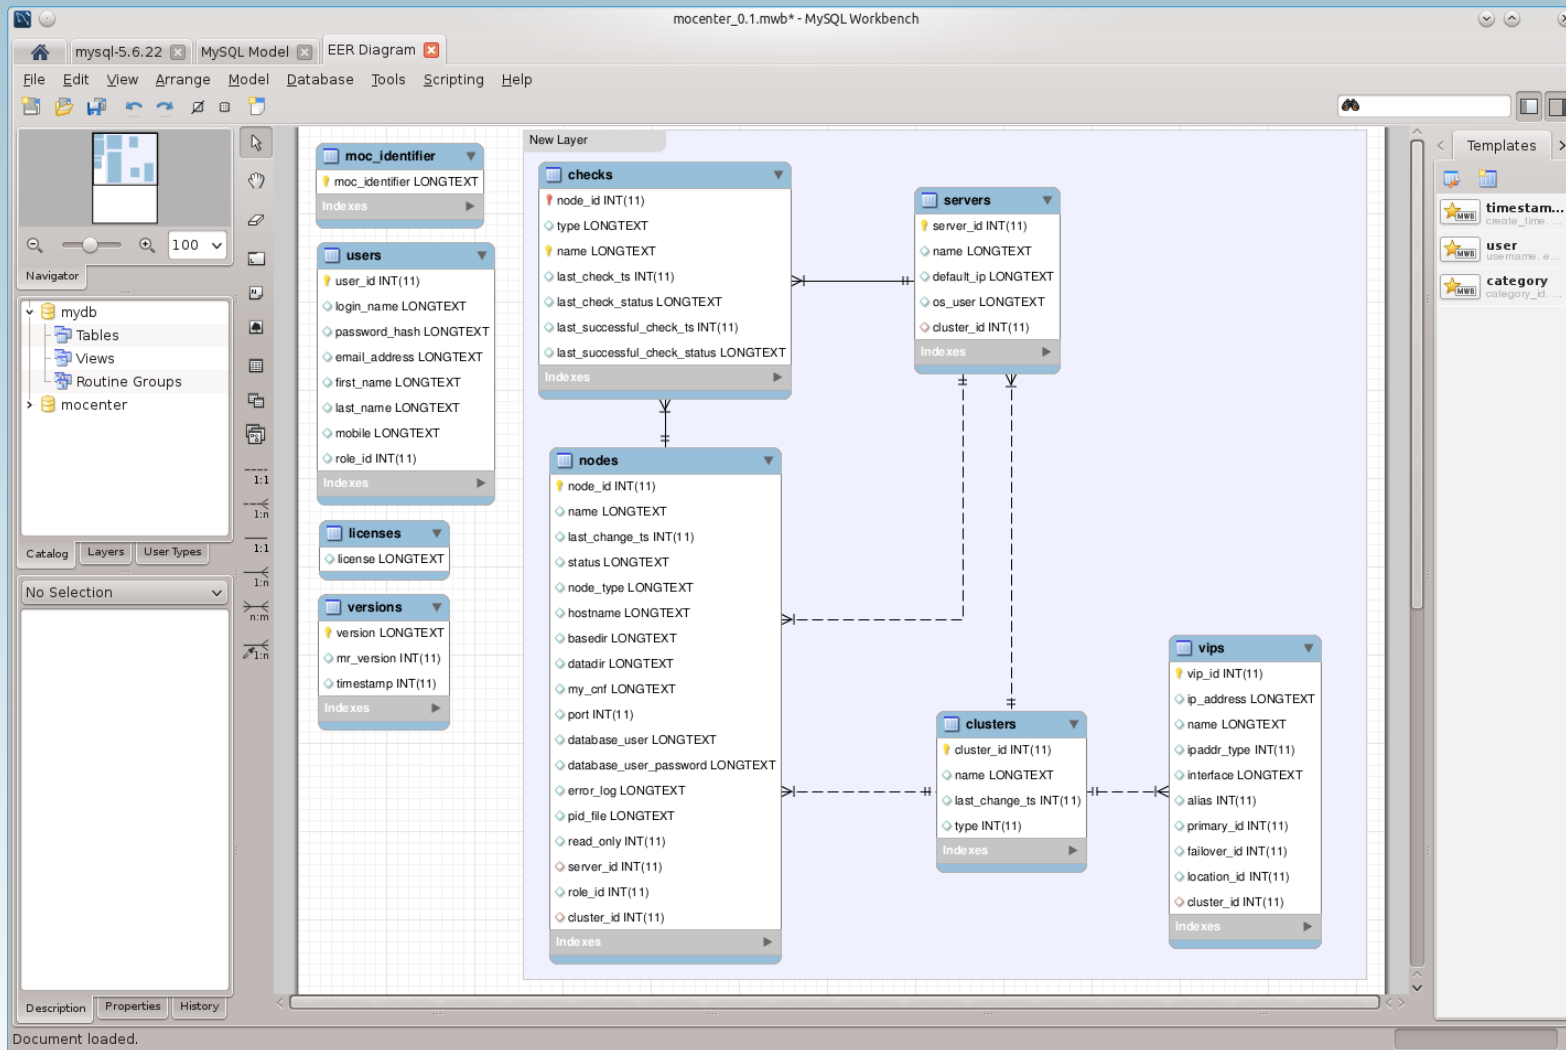 mocenter_0.1.mwb* - MySQL Workbench
mysql-5.6.22
MySQL Model
EER Diagram
File Edit View Arrange Model Database Tools Scripting Help
100
Navigator
mydb
Tables
Views
Routine Groups
mocenter
Catalog Layers User Types
No Selection
Description Properties History
Document loaded.
1:1
1:n
1:1
1:n
n:m
1:n
moc_identifier
moc_identifier LONGTEXT
Indexes
users
user_id INT(11)
login_name LONGTEXT
password_hash LONGTEXT
email_address LONGTEXT
first_name LONGTEXT
last_name LONGTEXT
mobile LONGTEXT
role_id INT(11)
Indexes
licenses
license LONGTEXT
versions
version LONGTEXT
mr_version INT(11)
timestamp INT(11)
Indexes
New Layer
checks
node_id INT(11)
type LONGTEXT
name LONGTEXT
last_check_ts INT(11)
last_check_status LONGTEXT
last_successful_check_ts INT(11)
last_successful_check_status LONGTEXT
Indexes
nodes
node_id INT(11)
name LONGTEXT
last_change_ts INT(11)
status LONGTEXT
node_type LONGTEXT
hostname LONGTEXT
basedir LONGTEXT
datadir LONGTEXT
my_cnf LONGTEXT
port INT(11)
database_user LONGTEXT
database_user_password LONGTEXT
error_log LONGTEXT
pid_file LONGTEXT
read_only INT(11)
server_id INT(11)
role_id INT(11)
cluster_id INT(11)
Indexes
servers
server_id INT(11)
name LONGTEXT
default_ip LONGTEXT
os_user LONGTEXT
cluster_id INT(11)
Indexes
clusters
cluster_id INT(11)
name LONGTEXT
last_change_ts INT(11)
type INT(11)
Indexes
vips
vip_id INT(11)
ip_address LONGTEXT
name LONGTEXT
ipaddr_type INT(11)
interface LONGTEXT
alias INT(11)
primary_id INT(11)
failover_id INT(11)
location_id INT(11)
cluster_id INT(11)
Indexes
Templates
MWB
timestam...
create_time, ...
MWB
user
username, e...
MWB
category
category_id, ...